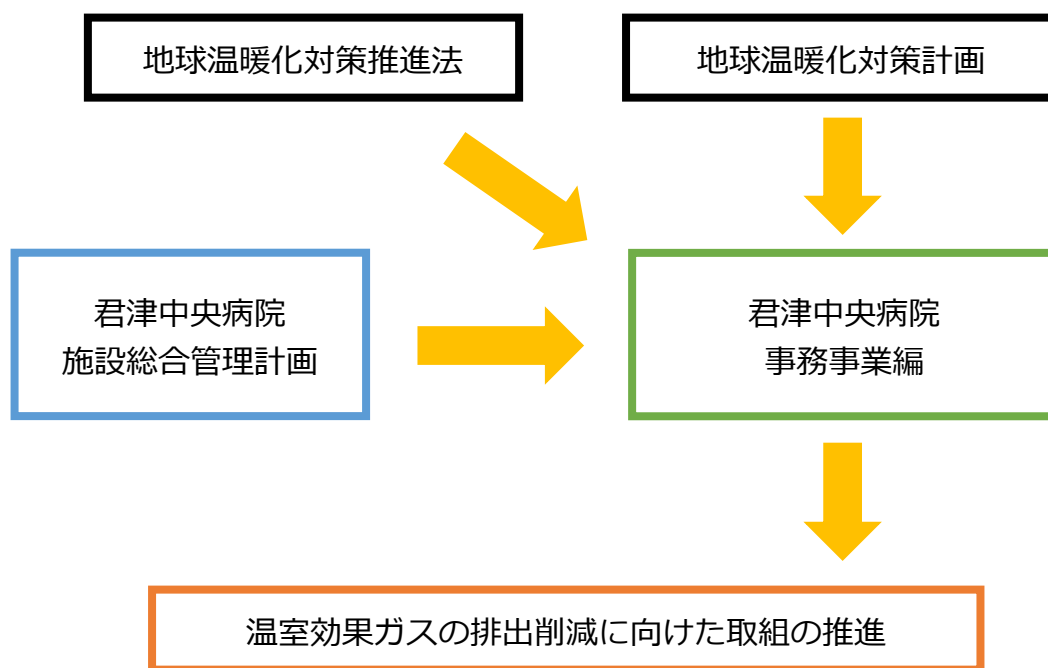 地球温暖化対策推進法
地球温暖化対策計画
君津中央病院
施設総合管理計画
君津中央病院
事務事業編
温室効果ガスの排出削減に向けた取組の推進